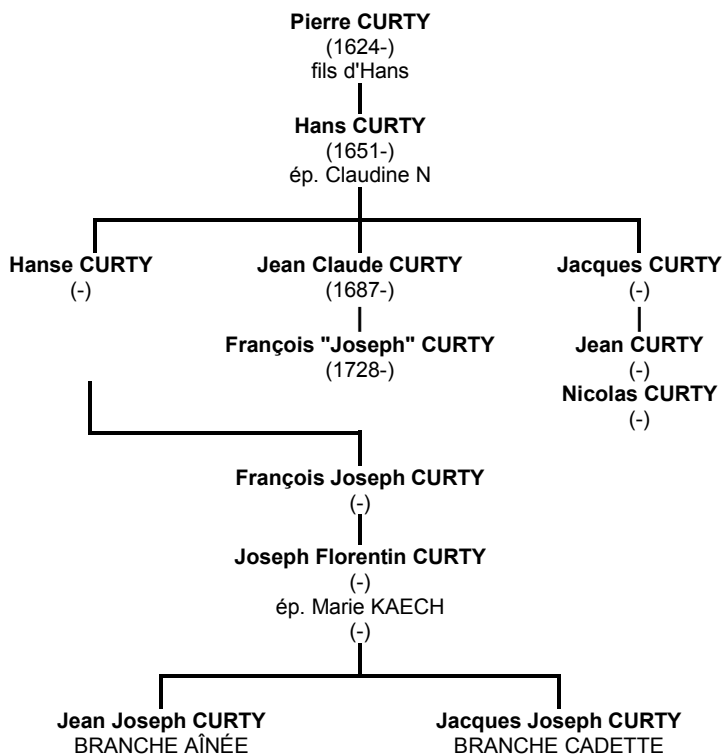 Pierre CURTY
(1624-)
fils d'Hans
Hans CURTY
(1651-)
ép. Claudine N
Hanse CURTY
(-)
Jean Claude CURTY
(1687-)
François "Joseph" CURTY
(1728-)
Jacques CURTY
(-)
Jean CURTY
(-)
Nicolas CURTY
(-)
François Joseph CURTY
(-)
Joseph Florentin CURTY
(-)
ép. Marie KAECH
(-)
Jean Joseph CURTY
BRANCHE AÎNÉE
Jacques Joseph CURTY
BRANCHE CADETTE